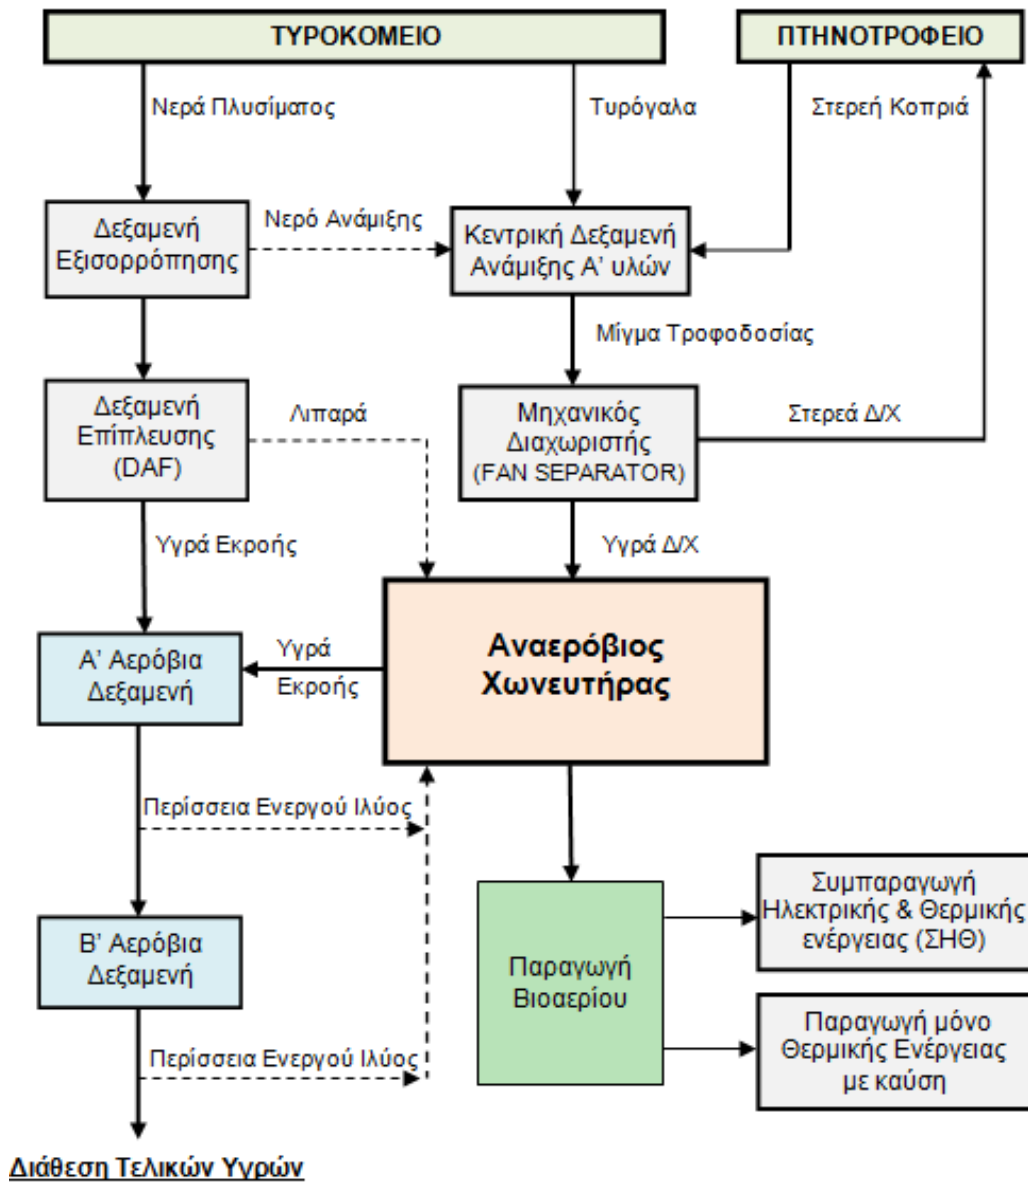 ΤΥΡΟΚΟΜΕΙΟ
ΠΤΗΝΟΤΡΟΦΕΙΟ
Νερά Πλυσίματος
Τυρόγαλα
Στερεή Κοπριά
Δεξαμενή
Εξισορρόπησης
Νερό Ανάμιξης
Κεντρική Δεξαμενή
Ανάμιξης Α’ υλών
Μίγμα Τροφοδοσίας
Δεξαμενή
Επίπλευσης
(DAF)
Λιπαρά
Μηχανικός
Διαχωριστής
(FAN SEPARATOR)
Στερεά Δ/Χ
Υγρά Εκροής
Υγρά Δ/Χ
Α’ Αερόβια
Δεξαμενή
Υγρά
Εκροής
Αναερόβιος
Χωνευτήρας
Περίσσεια Ενεργού Ιλύος
Β’ Αερόβια
Δεξαμενή
Παραγωγή
Βιοαερίου
Συμπαραγωγή
Ηλεκτρικής & Θερμικής
ενέργειας (ΣΗΘ)
Παραγωγή μόνο
Θερμικής Ενέργειας
με καύση
Περίσσεια Ενεργού Ιλύος
Διάθεση Τελικών Υγρών